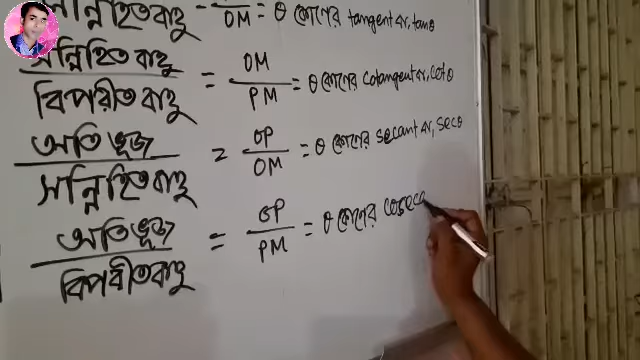 সন্নিহিত বাহু = OM = θ কোণের tangent বা, tanθ
সন্নিহিত বাহু / বিপরীত বাহু = OM / PM = θ কোণের cotangent বা, cotθ
অতিভূজ / সন্নিহিত বাহু = OP / OM = θ কোণের secant বা, secθ
অতিভূজ / বিপরীত বাহু = OP / PM = θ কোণের coseca